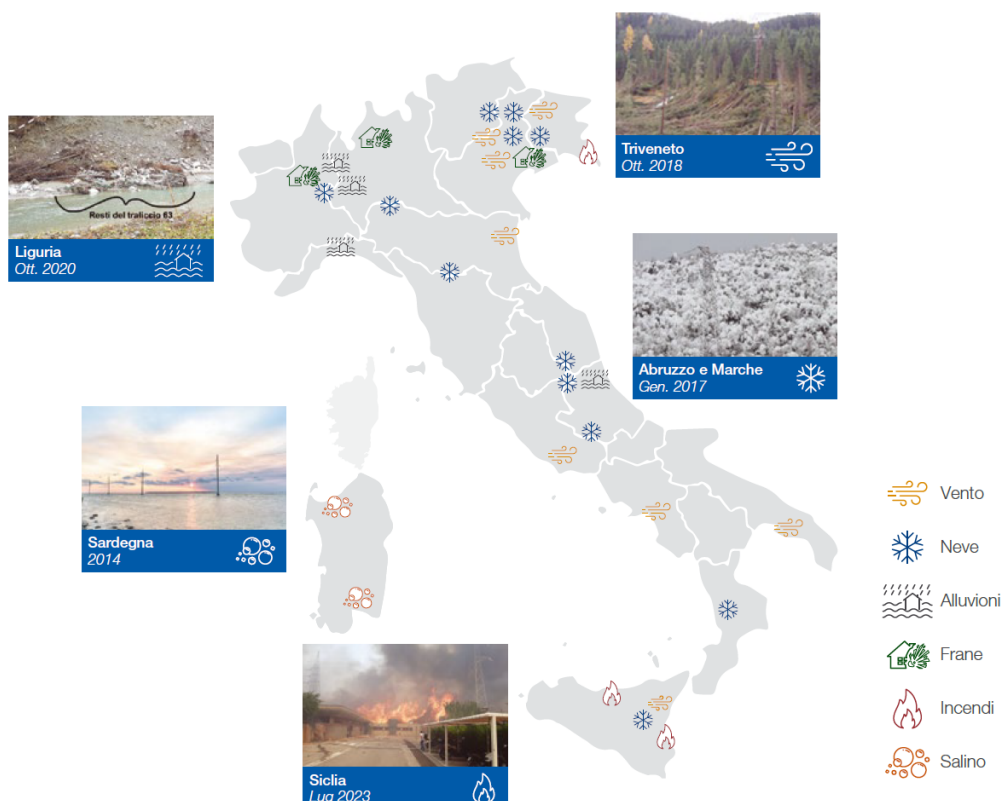 Triveneto
Ott. 2018
Resti del traliccio 63
Liguria
Ott. 2020
Abruzzo e Marche
Gen. 2017
Sardegna
2014
Siclia
Lug 2023
Vento
Neve
Alluvioni
Frane
Incendi
Salino